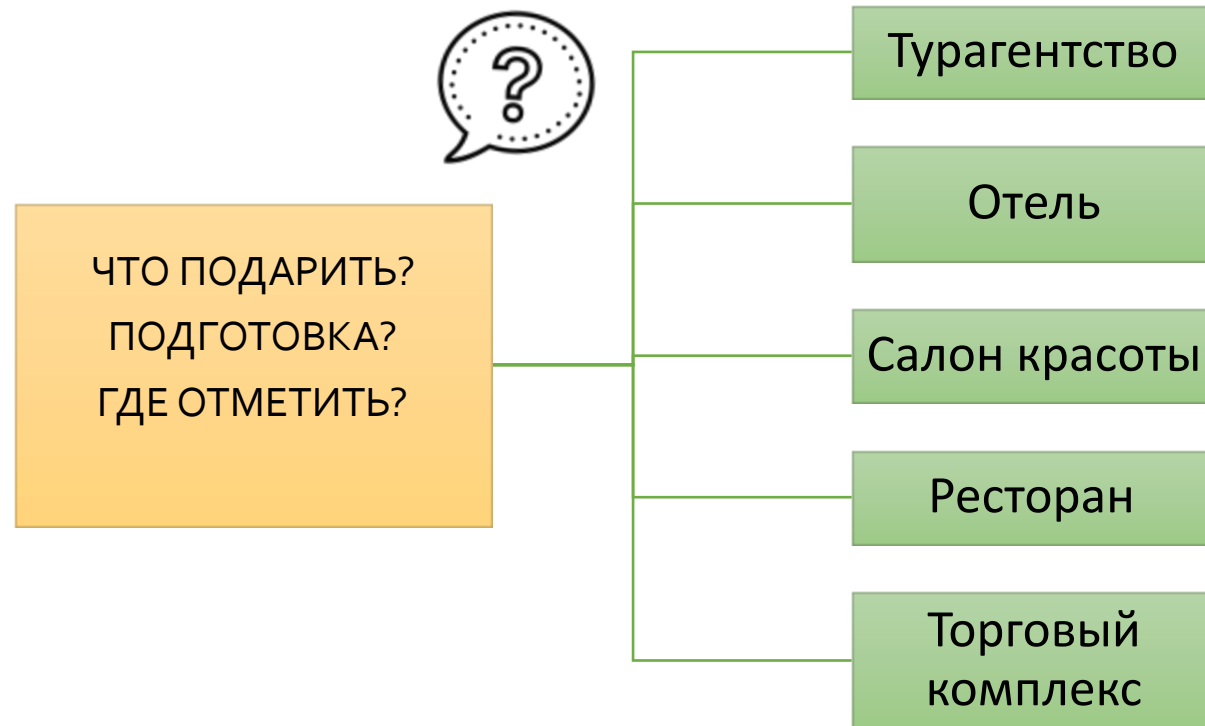 ?
ЧТО ПОДАРИТЬ?
ПОДГОТОВКА?
ГДЕ ОТМЕТИТЬ?
Турагентство
Отель
Салон красоты
Ресторан
Торговый
комплекс